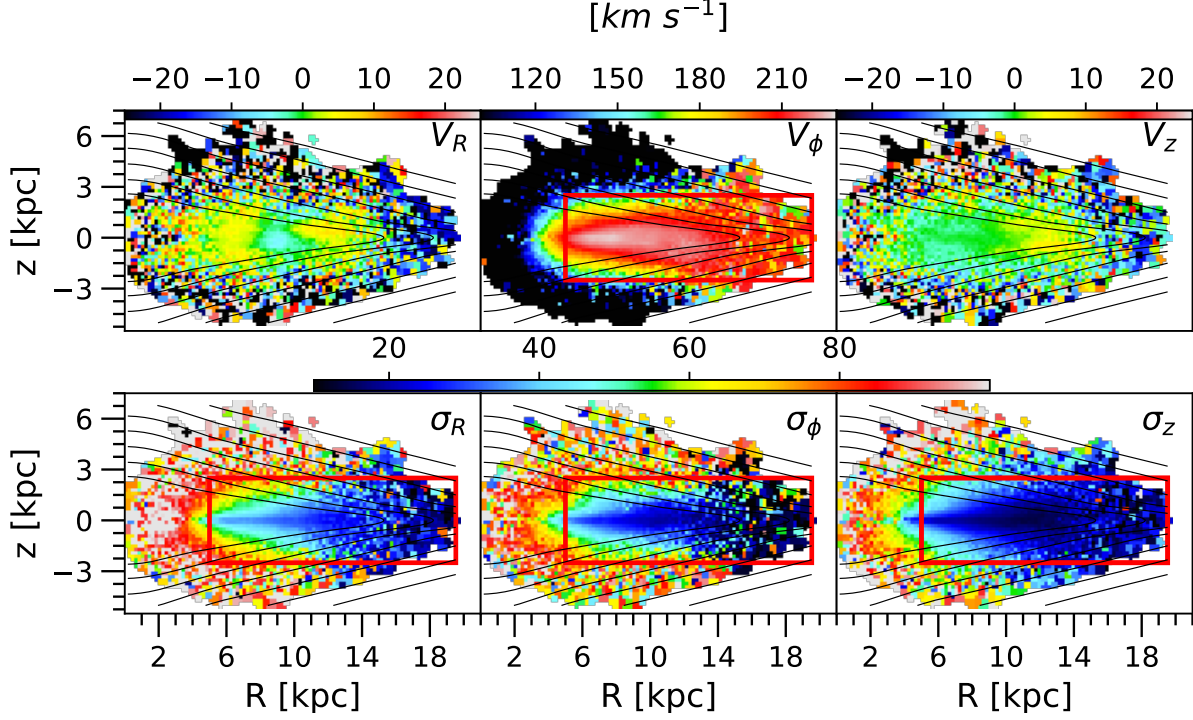 [km s⁻¹]
−20 −10 0 10 20 120 150 180 210 −20 −10 0 10 20
V_R V_ϕ V_z
z [kpc]
6
3
0
−3
20 40 60 80
σ_R σ_ϕ σ_z
z [kpc]
6
3
0
−3
2 6 10 14 18 2 6 10 14 18 2 6 10 14 18
R [kpc] R [kpc] R [kpc]